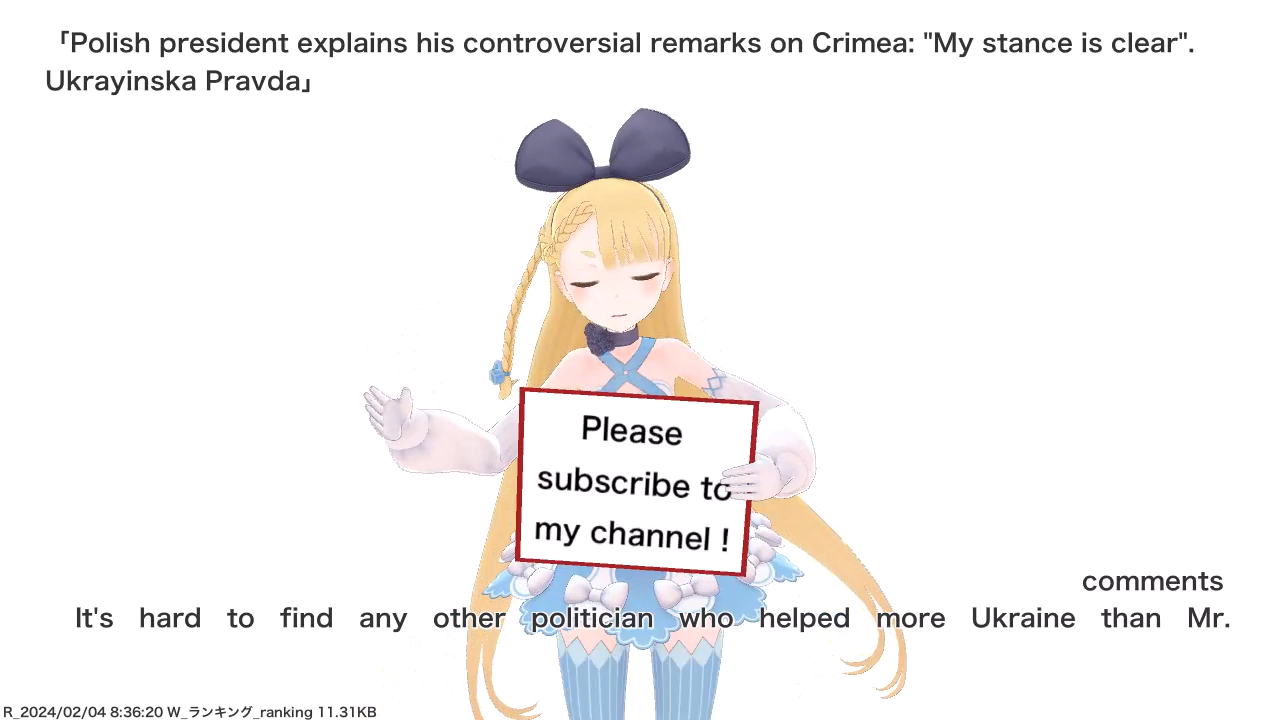 「Polish president explains his controversial remarks on Crimea: "My stance is clear".
Ukrayinska Pravda」
Please
subscribe to
my channel !
comments
It's hard to find any other politician who helped more Ukraine than Mr.
R_2024/02/04 8:36:20 W_ランキング_ranking 11.31KB